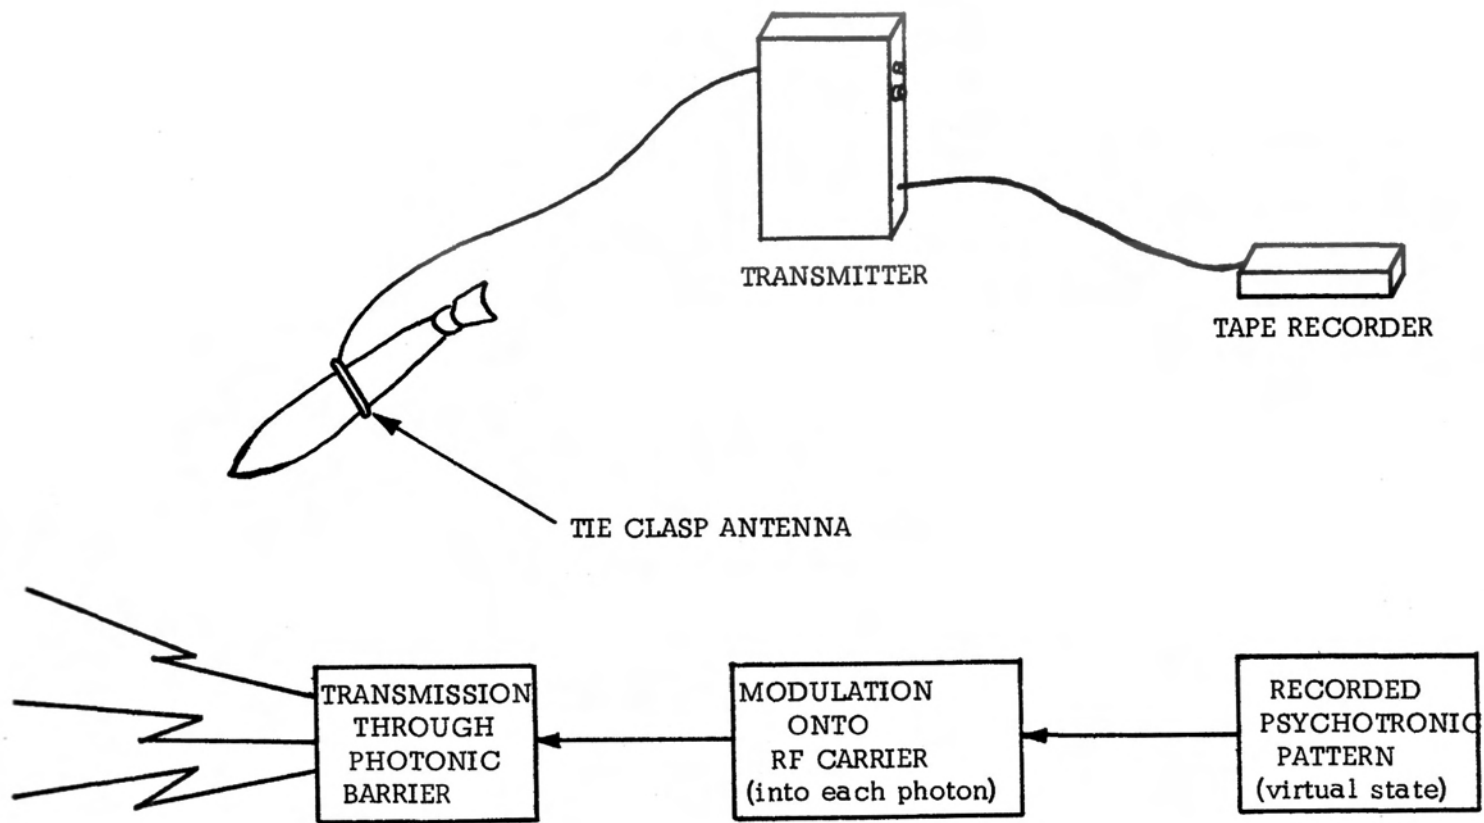 TRANSMITTER
TAPE RECORDER
TIE CLASP ANTENNA
TRANSMISSION
THROUGH
PHOTONIC
BARRIER
MODULATION
ONTO
RF CARRIER
(into each photon)
RECORDED
PSYCHOTRONIC
PATTERN
(virtual state)